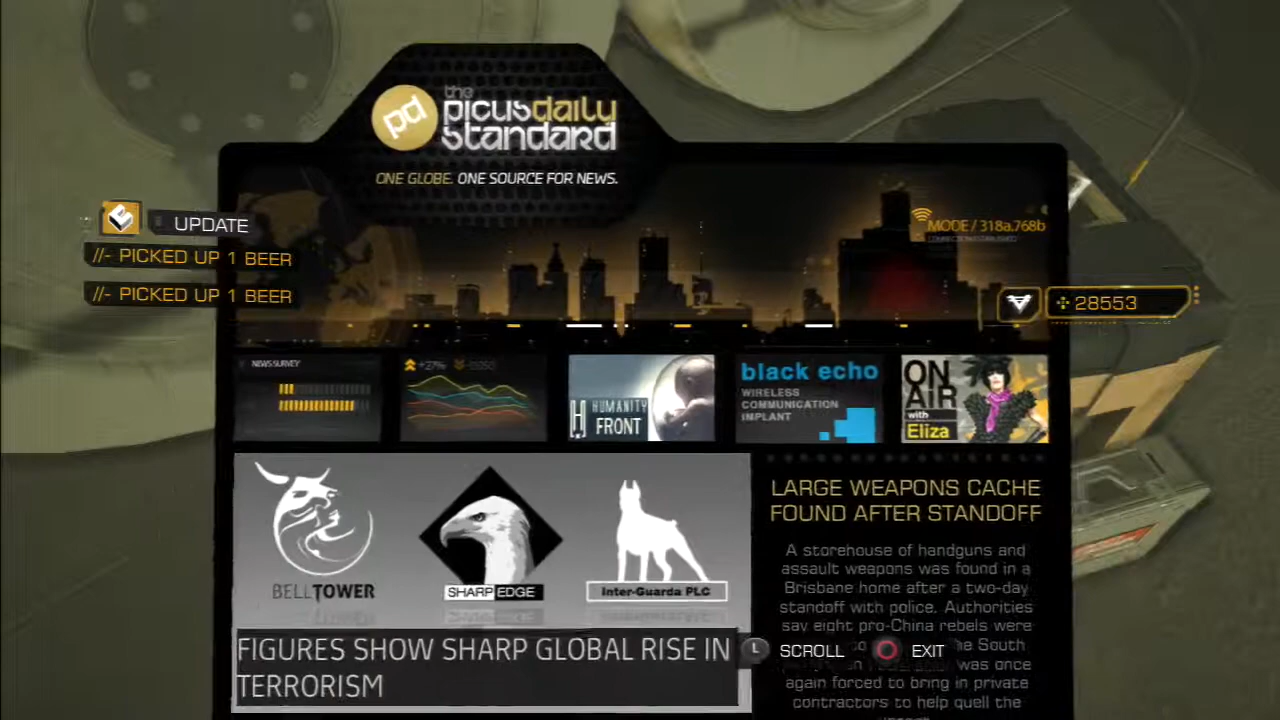 the
picusdaily
standard
pd
ONE GLOBE. ONE SOURCE FOR NEWS.
UPDATE
//- PICKED UP 1 BEER
//- PICKED UP 1 BEER
MODE / 318a.768b
28553
NEWS SURVEY
+27%
HUMANITY
FRONT
black echo
WIRELESS
COMMUNICATION
IMPLANT
ON
AiR
with
Eliza
BELLTOWER
SHARP EDGE
Inter-Guarda PLC
FIGURES SHOW SHARP GLOBAL RISE IN
TERRORISM
LARGE WEAPONS CACHE
FOUND AFTER STANDOFF
A storehouse of handguns and
assault weapons was found in a
Brisbane home after a two-day
standoff with police. Authorities
say eight pro-China rebels were
South
was once
again forced to bring in private
contractors to help quell the
L SCROLL
EXIT